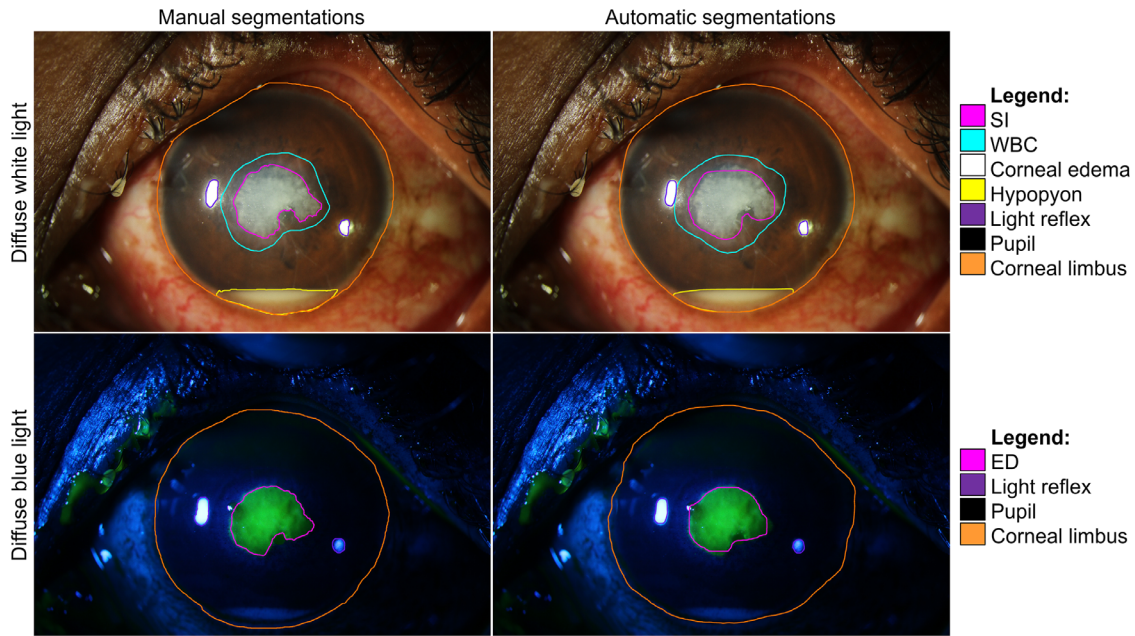 Manual segmentations
Automatic segmentations
Diffuse white light
Legend:
SI
WBC
Corneal edema
Hypopyon
Light reflex
Pupil
Corneal limbus
Diffuse blue light
Legend:
ED
Light reflex
Pupil
Corneal limbus